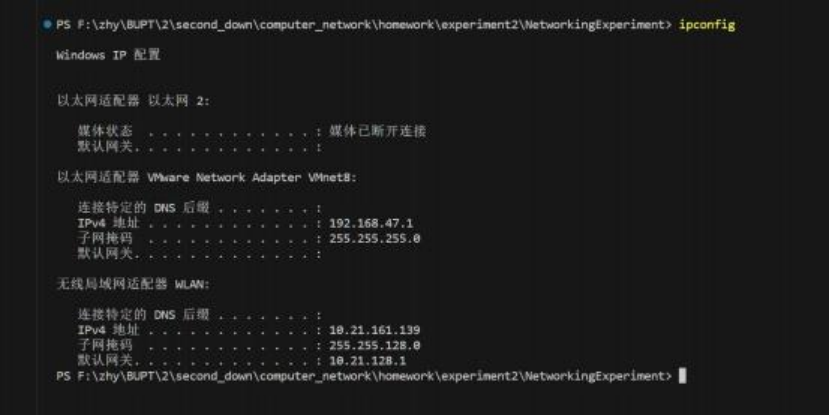 PS F:\zhy\BUPT\2\second_down\computer_network\homework\experiment2\NetworkingExperiment> ipconfig
Windows IP 配置
以太网适配器 以太网 2:
媒体状态 . . . . . . . . . . . . : 媒体已断开连接
默认网关. . . . . . . . . . . . . :
以太网适配器 VMware Network Adapter VMnet8:
连接特定的 DNS 后缀 . . . . . . . :
IPv4 地址 . . . . . . . . . . . . : 192.168.47.1
子网掩码 . . . . . . . . . . . . : 255.255.255.0
默认网关. . . . . . . . . . . . . :
无线局域网适配器 WLAN:
连接特定的 DNS 后缀 . . . . . . . :
IPv4 地址 . . . . . . . . . . . . : 10.21.161.139
子网掩码 . . . . . . . . . . . . : 255.255.128.0
默认网关. . . . . . . . . . . . . : 10.21.128.1
PS F:\zhy\BUPT\2\second_down\computer_network\homework\experiment2\NetworkingExperiment>